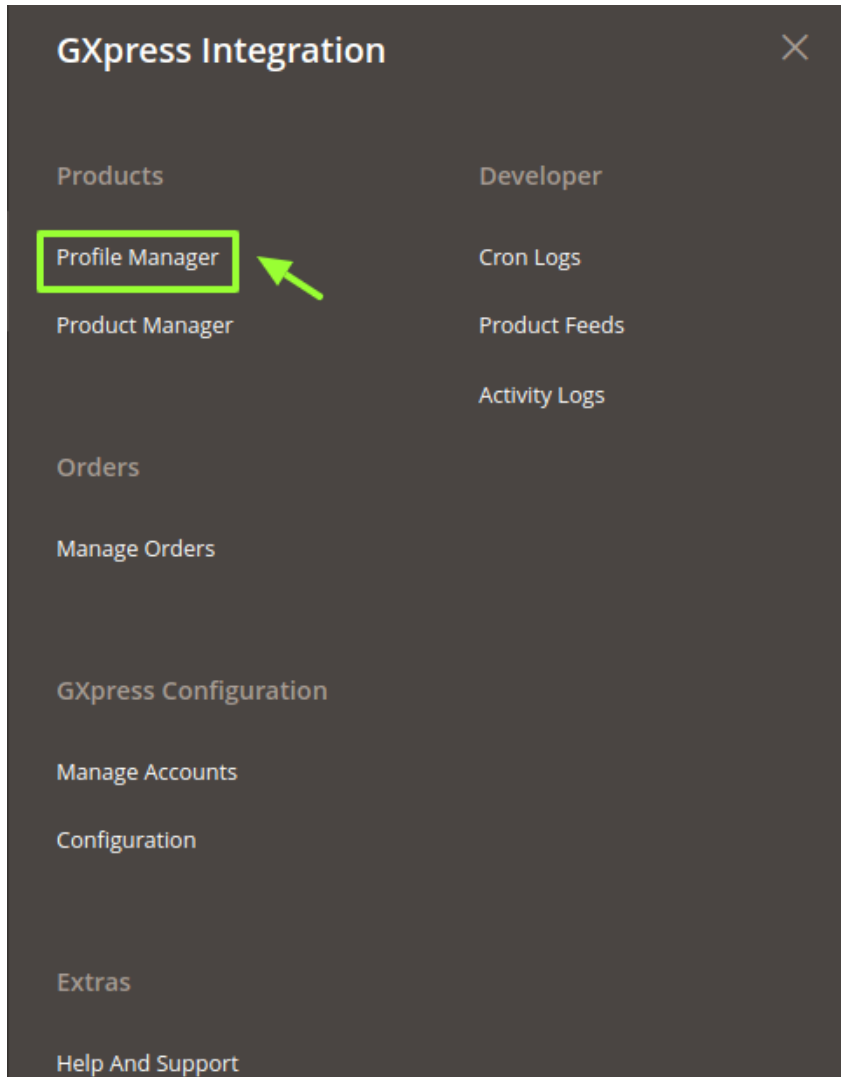 GXpress Integration
Products
Profile Manager
Product Manager
Developer
Cron Logs
Product Feeds
Activity Logs
Orders
Manage Orders
GXpress Configuration
Manage Accounts
Configuration
Extras
Help And Support